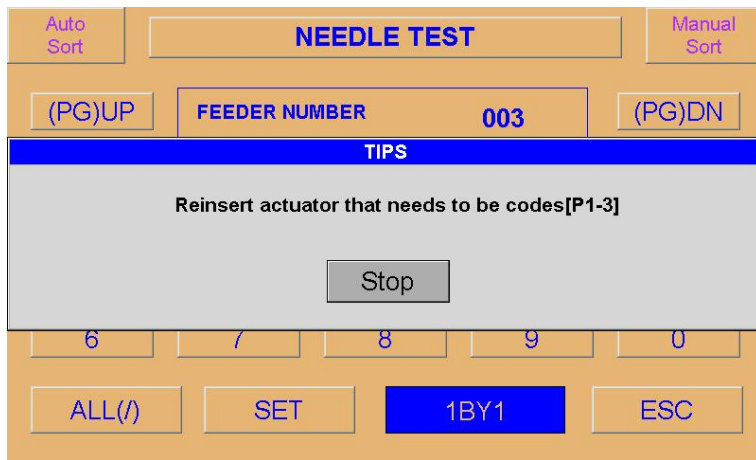 Auto
Sort
NEEDLE TEST
Manual
Sort
(PG)UP
FEEDER NUMBER 003
(PG)DN
TIPS
Reinsert actuator that needs to be codes[P1-3]
Stop
6 7 8 9 0
ALL(/) SET 1BY1 ESC